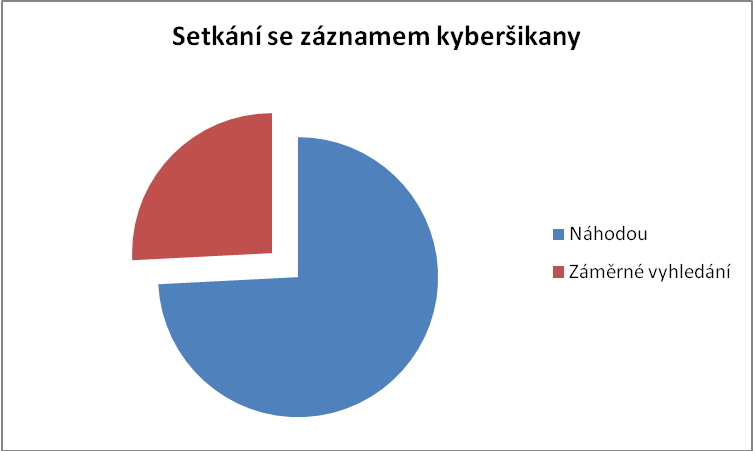 Setkání se záznamem kyberšikany
Náhodou
Záměrné vyhledání